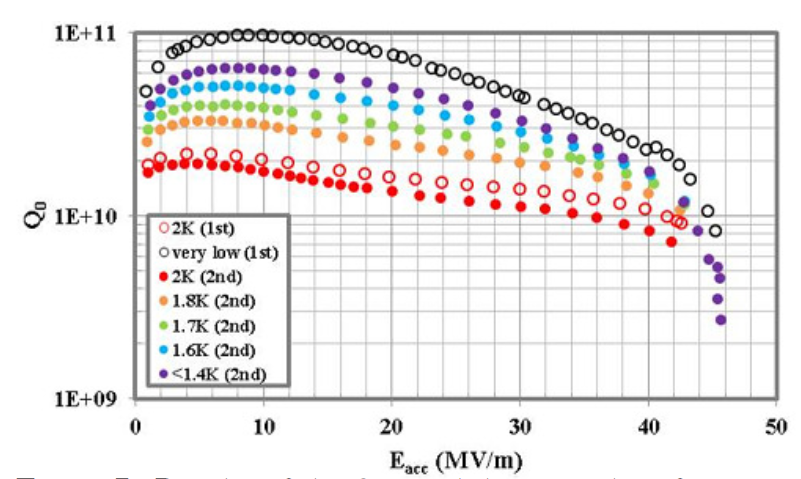 1E+11
1E+10
1E+09
Q0
2K (1st)
very low (1st)
2K (2nd)
1.8K (2nd)
1.7K (2nd)
1.6K (2nd)
<1.4K (2nd)
0 10 20 30 40 50
Eacc (MV/m)